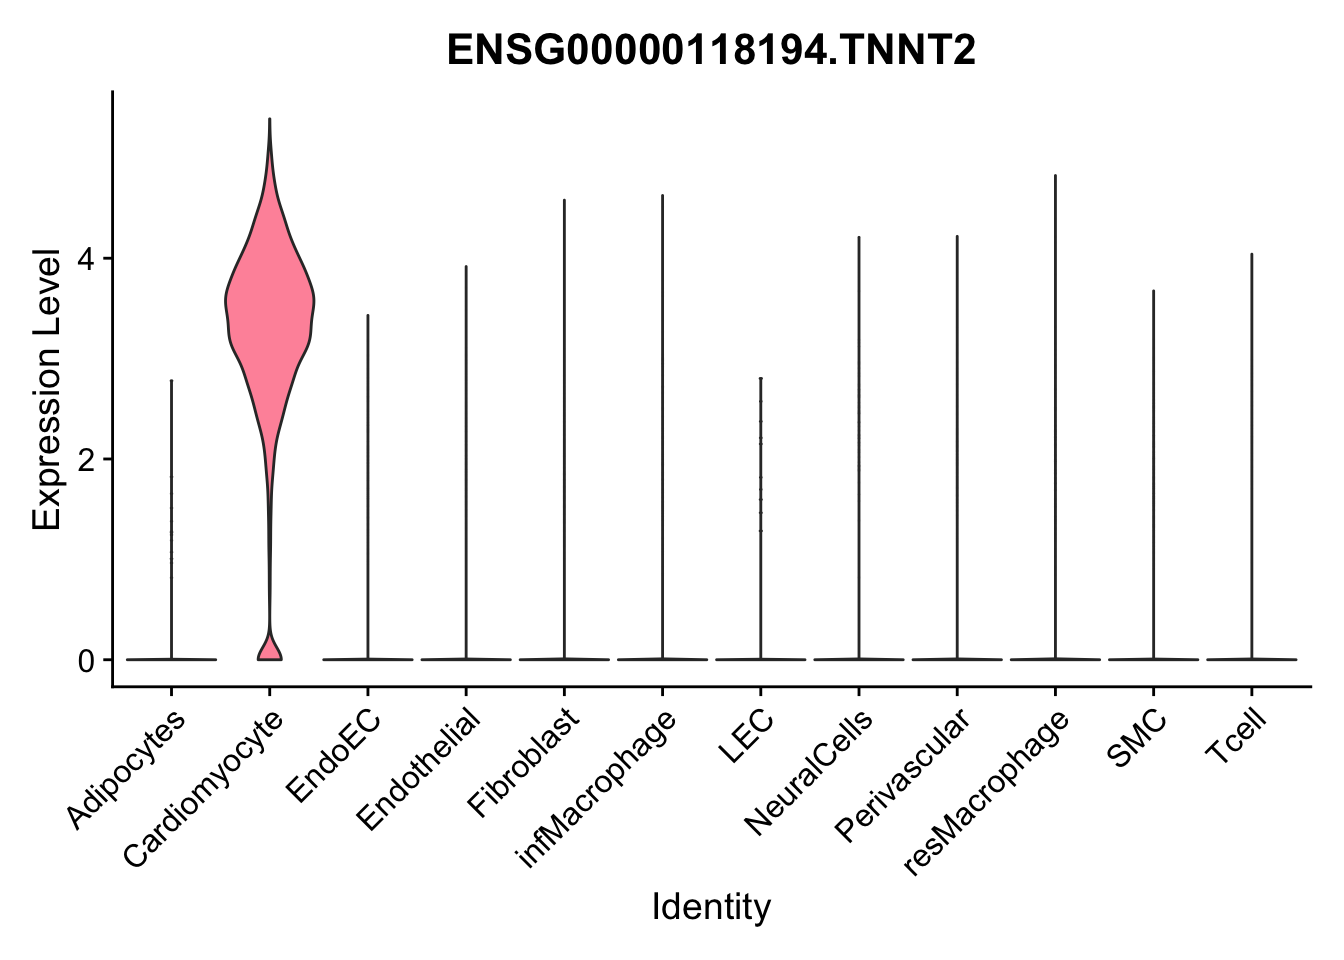 ENSG00000118194.TNNT2
Expression Level
4
2
0
Adipocytes
Cardiomyocyte
EndoEC
Endothelial
Fibroblast
infMacrophage
LEC
NeuralCells
Perivascular
resMacrophage
SMC
Tcell
Identity